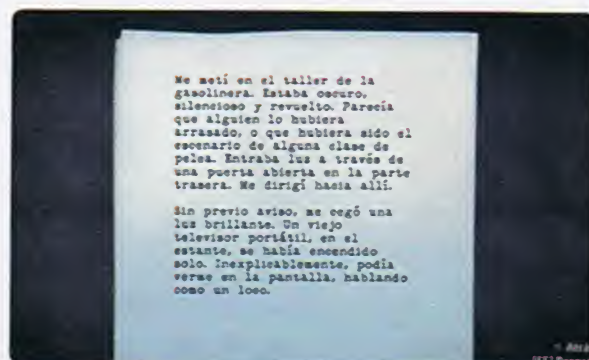 Me metí en el taller de la
gasolinera. Estaba oscuro,
silencioso y revuelto. Parecía
que alguien lo hubiera
arrasado, o que hubiera sido el
escenario de alguna clase de
pelea. Entraba luz a través de
una puerta abierta en la parte
trasera. Me dirigí hacia allí.
Sin previo aviso, me cegó una
luz brillante. Un viejo
televisor portátil, en el
estante, se había encendido
solo. Inexplicablemente, podía
verme en la pantalla, hablando
como un loco.